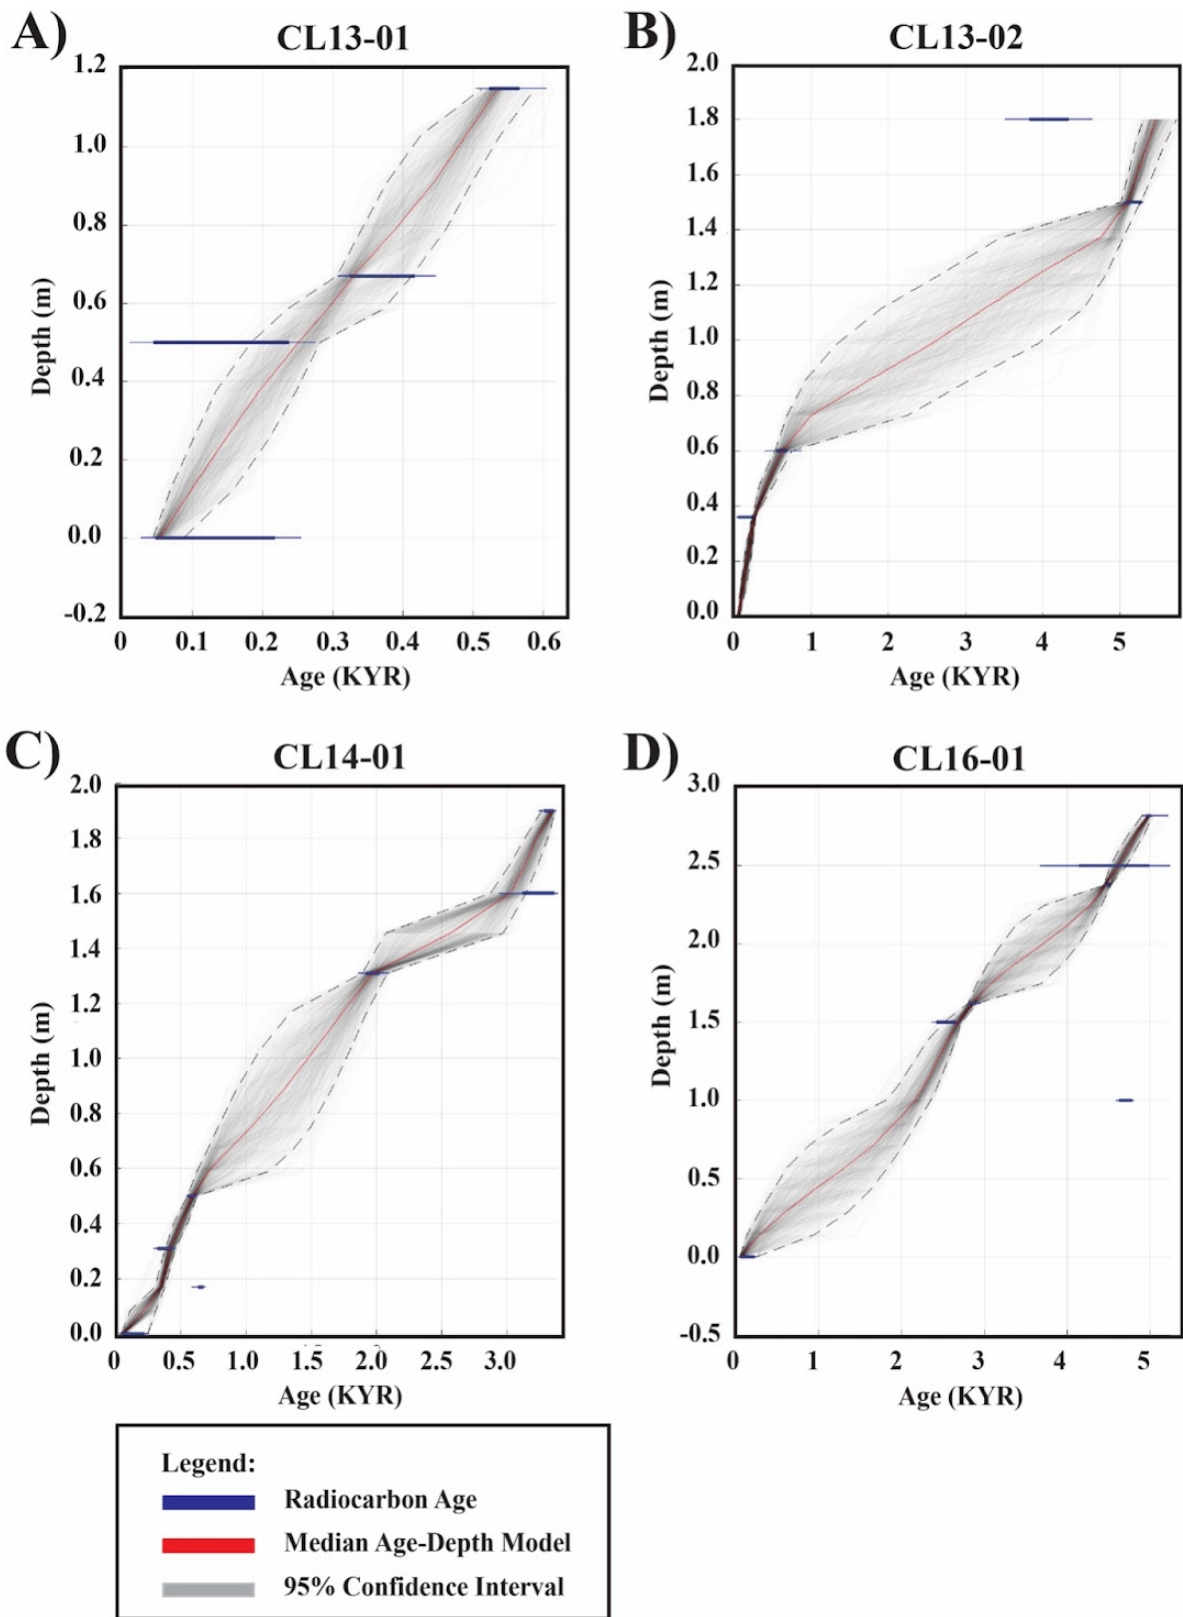 A)
CL13-01
1.2
1.0
0.8
0.6
0.4
0.2
0.0
-0.2
Depth (m)
0 0.1 0.2 0.3 0.4 0.5 0.6
Age (KYR)
B)
CL13-02
2.0
1.8
1.6
1.4
1.2
1.0
0.8
0.6
0.4
0.2
0.0
Depth (m)
0 1 2 3 4 5
Age (KYR)
C)
CL14-01
2.0
1.8
1.6
1.4
1.2
1.0
0.8
0.6
0.4
0.2
0.0
Depth (m)
0 0.5 1.0 1.5 2.0 2.5 3.0
Age (KYR)
D)
CL16-01
3.0
2.5
2.0
1.5
1.0
0.5
0.0
-0.5
Depth (m)
0 1 2 3 4 5
Age (KYR)
Legend:
Radiocarbon Age
Median Age-Depth Model
95% Confidence Interval